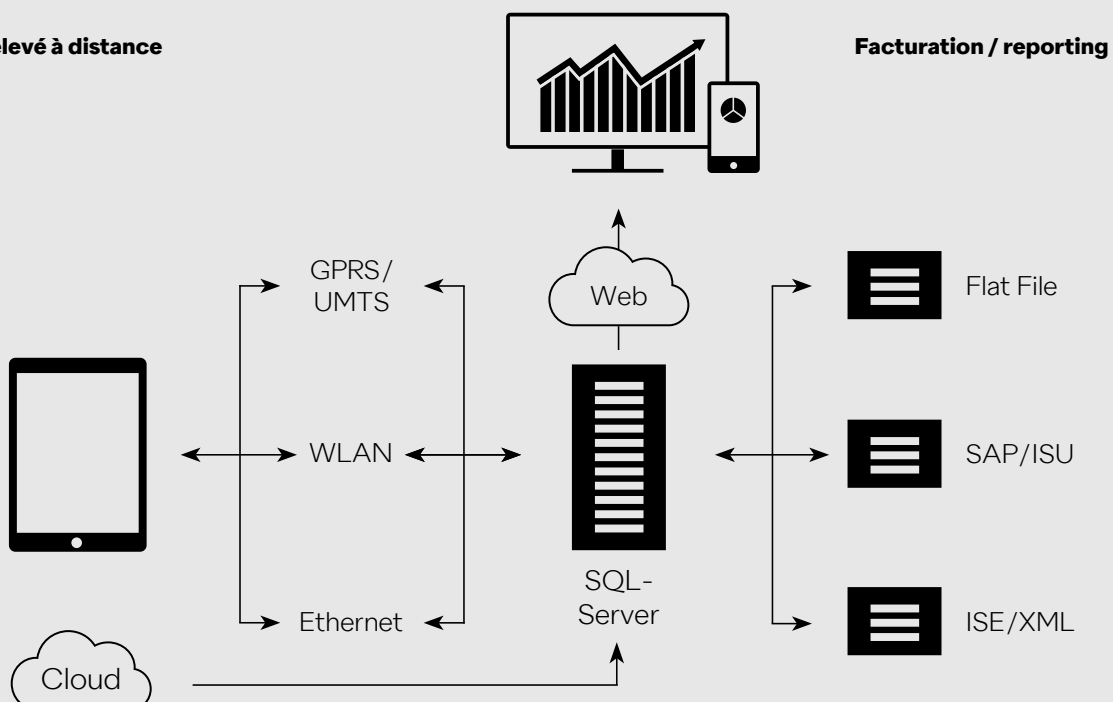 elevé à distance
Facturation / reporting
GPRS/
UMTS
Web
Flat File
WLAN
SAP/ISU
SQL-
Server
Ethernet
ISE/XML
Cloud